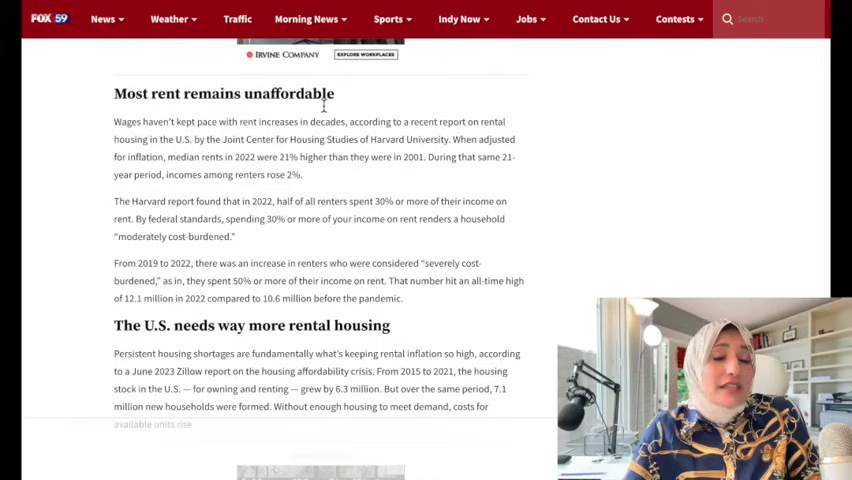 FOX 59 News Weather Traffic Morning News Sports Indy Now Jobs Contact Us Contests Search
IRVINE COMPANY EXPLORE WORKPLACES
Most rent remains unaffordable
Wages haven't kept pace with rent increases in decades, according to a recent report on rental
housing in the U.S. by the Joint Center for Housing Studies of Harvard University. When adjusted
for inflation, median rents in 2022 were 21% higher than they were in 2001. During that same 21-
year period, incomes among renters rose 2%.
The Harvard report found that in 2022, half of all renters spent 30% or more of their income on
rent. By federal standards, spending 30% or more of your income on rent renders a household
“moderately cost-burdened.”
From 2019 to 2022, there was an increase in renters who were considered “severely cost-
burdened,” as in, they spent 50% or more of their income on rent. That number hit an all-time high
of 12.1 million in 2022 compared to 10.6 million before the pandemic.
The U.S. needs way more rental housing
Persistent housing shortages are fundamentally what's keeping rental inflation so high, according
to a June 2023 Zillow report on the housing affordability crisis. From 2015 to 2021, the housing
stock in the U.S. — for owning and renting — grew by 6.3 million. But over the same period, 7.1
million new households were formed. Without enough housing to meet demand, costs for
available units rise